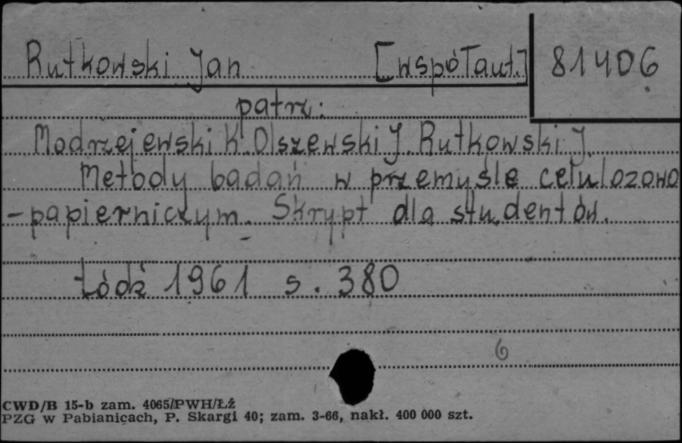 Rutkowski Jan [współaut.] 81406
patrz:
Modrzejewski K. Olszewski J. Rutkowski J.
Metody badań w przemyśle celulozowo
-papierniczym. Skrypt dla studentów.
Łódź 1961 s. 380
6
CWD/B 15-b zam. 4065/PWH/Łź
PZG w Pabianicach, P. Skargi 40; zam. 3-66, nakł. 400 000 szt.